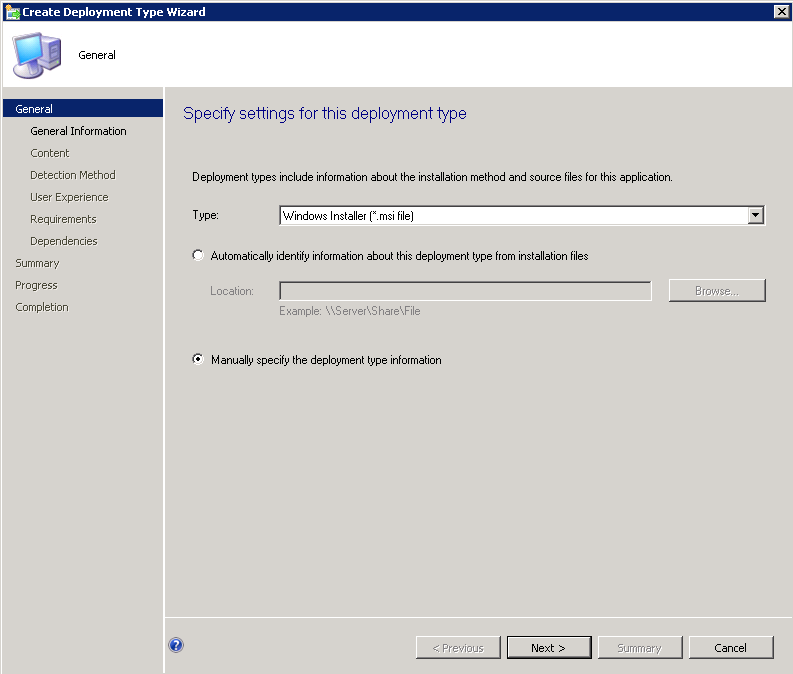 Create Deployment Type Wizard
General
General
General Information
Content
Detection Method
User Experience
Requirements
Dependencies
Summary
Progress
Completion
Specify settings for this deployment type
Deployment types include information about the installation method and source files for this application.
Type:
Windows Installer (*.msi file)
Automatically identify information about this deployment type from installation files
Location:
Browse...
Example: \\Server\Share\File
Manually specify the deployment type information
?
< Previous
Next >
Summary
Cancel